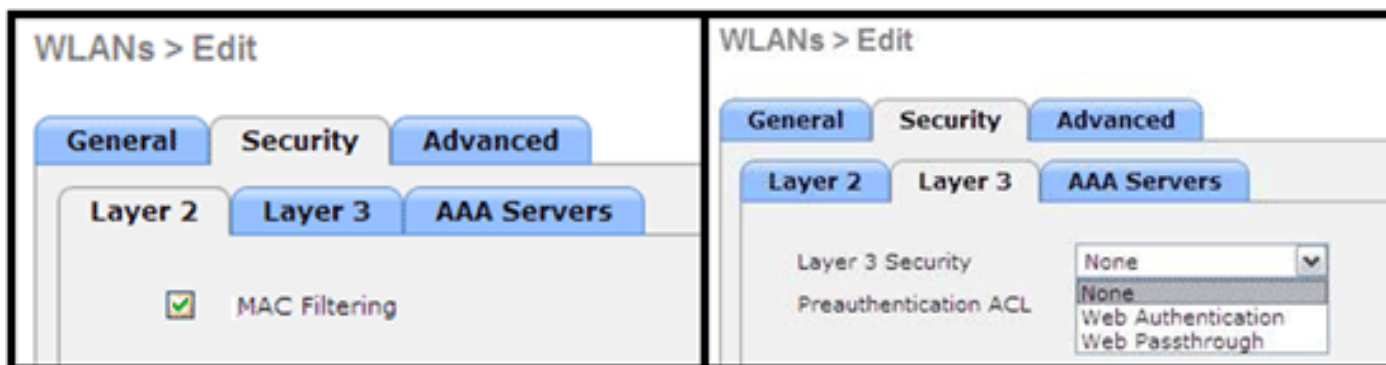 WLANs > Edit
General Security Advanced
Layer 2 Layer 3 AAA Servers
MAC Filtering
WLANs > Edit
General Security Advanced
Layer 2 Layer 3 AAA Servers
Layer 3 Security None
None
Preauthentication ACL
Web Authentication
Web Passthrough